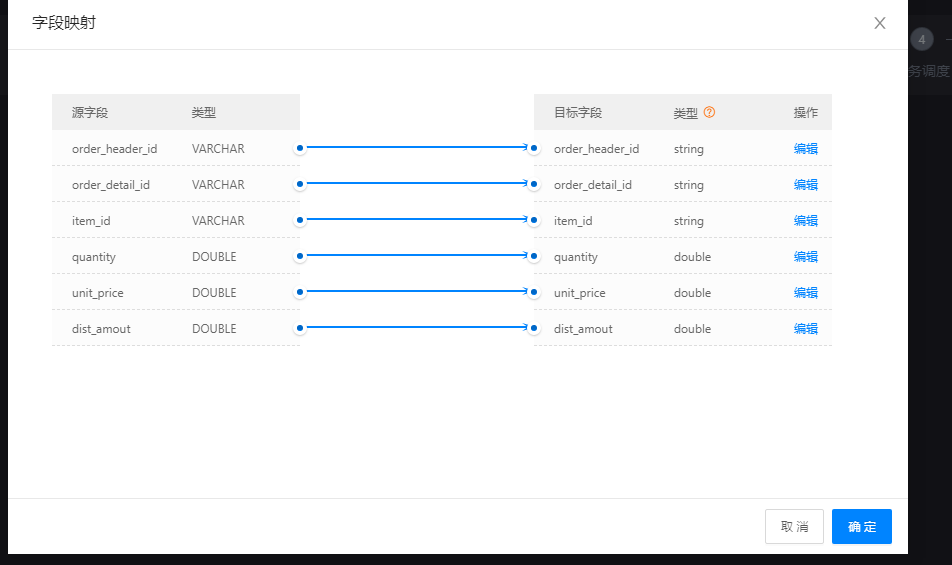 字段映射
4
务调度
源字段 类型 目标字段 类型 操作
order_header_id VARCHAR order_header_id string 编辑
order_detail_id VARCHAR order_detail_id string 编辑
item_id VARCHAR item_id string 编辑
quantity DOUBLE quantity double 编辑
unit_price DOUBLE unit_price double 编辑
dist_amout DOUBLE dist_amout double 编辑
取消 确定